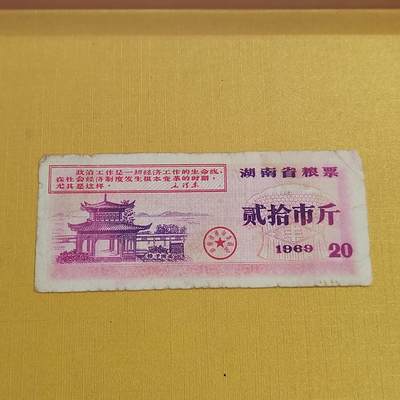 政治工作是一切经济工作的生命线。
在社会经济制度发生根本变革的时期，
尤其是这样。 毛泽东
湖南省粮票
贰拾市斤
1969 20